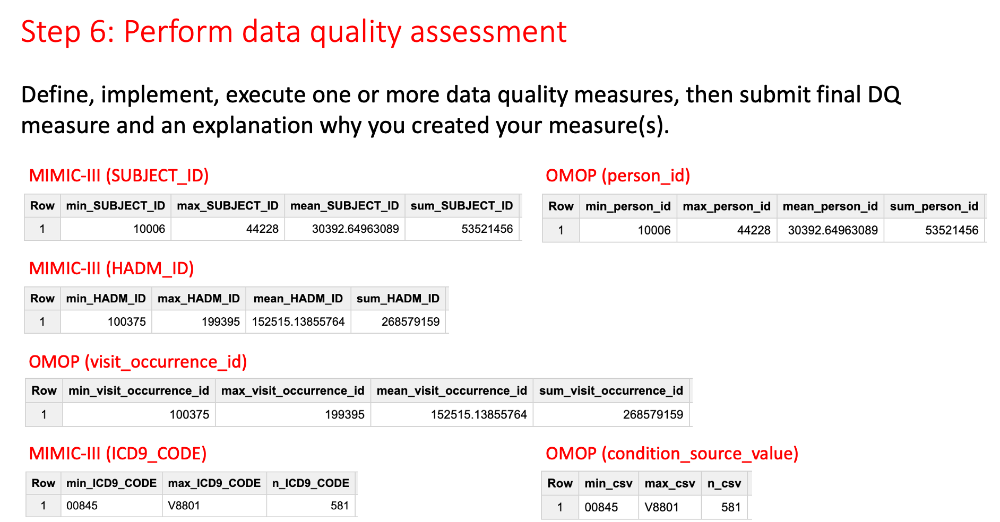 Step 6: Perform data quality assessment
Define, implement, execute one or more data quality measures, then submit final DQ
measure and an explanation why you created your measure(s).
MIMIC-III (SUBJECT_ID)
Row min_SUBJECT_ID max_SUBJECT_ID mean_SUBJECT_ID sum_SUBJECT_ID
1 10006 44228 30392.64963089 53521456
OMOP (person_id)
Row min_person_id max_person_id mean_person_id sum_person_id
1 10006 44228 30392.64963089 53521456
MIMIC-III (HADM_ID)
Row min_HADM_ID max_HADM_ID mean_HADM_ID sum_HADM_ID
1 100375 199395 152515.13855764 268579159
OMOP (visit_occurrence_id)
Row min_visit_occurrence_id max_visit_occurrence_id mean_visit_occurrence_id sum_visit_occurrence_id
1 100375 199395 152515.13855764 268579159
MIMIC-III (ICD9_CODE)
Row min_ICD9_CODE max_ICD9_CODE n_ICD9_CODE
1 00845 V8801 581
OMOP (condition_source_value)
Row min_csv max_csv n_csv
1 00845 V8801 581